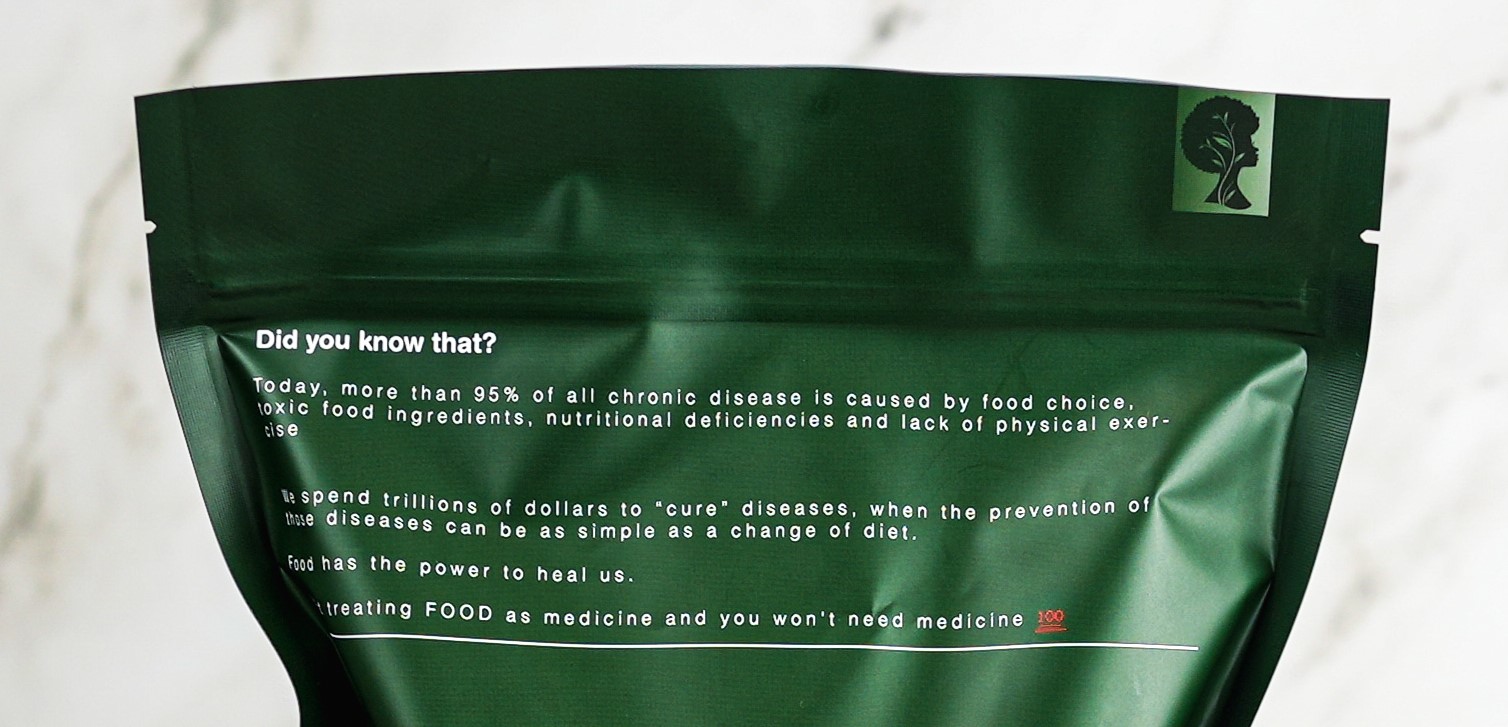 Did you know that?
Today, more than 95% of all chronic disease is caused by food choice,
toxic food ingredients, nutritional deficiencies and lack of physical exer-
cise
We spend trillions of dollars to "cure" diseases, when the prevention of
those diseases can be as simple as a change of diet.
Food has the power to heal us.
treating FOOD as medicine and you won't need medicine 💯